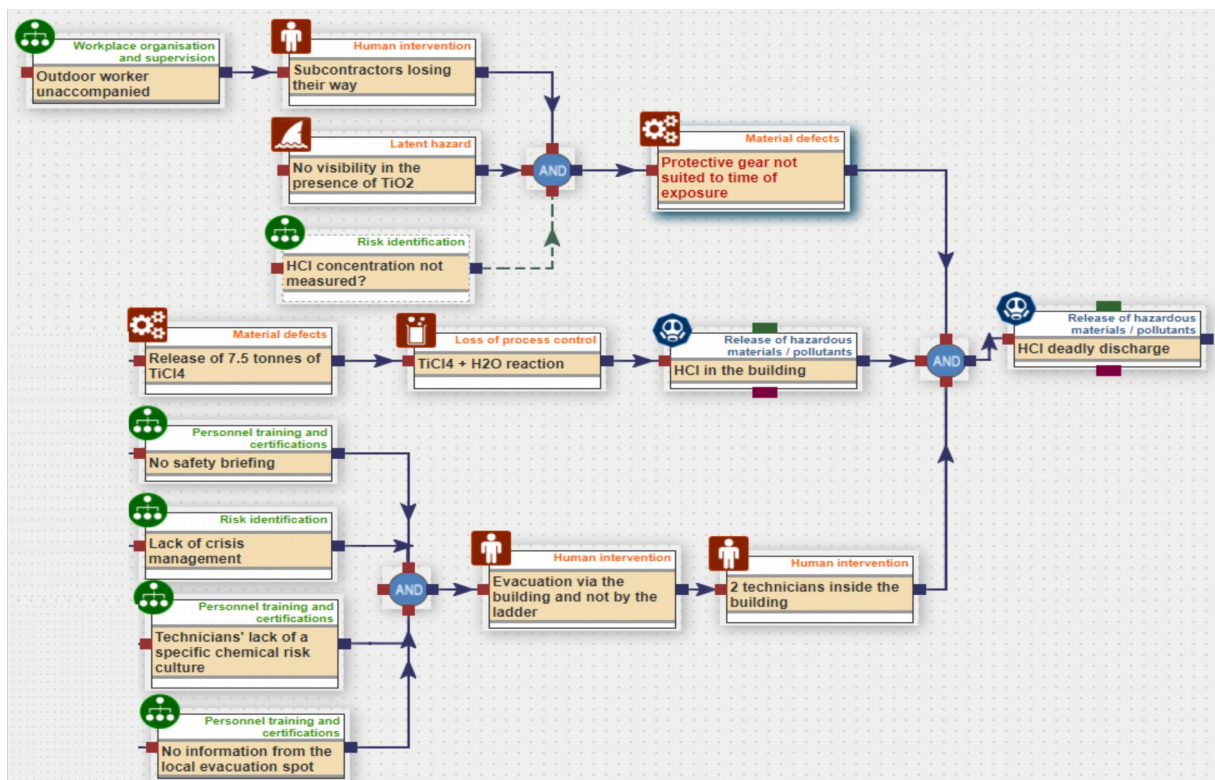 Workplace organisation
and supervision
Outdoor worker
unaccompanied
Human intervention
Subcontractors losing
their way
Latent hazard
No visibility in the
presence of TiO2
AND
Material defects
Protective gear not
suited to time of
exposure
Risk identification
HCI concentration not
measured?
Material defects
Release of 7.5 tonnes of
TiCl4
Loss of process control
TiCl4 + H2O reaction
Release of hazardous
materials / pollutants
HCI in the building
AND
Release of hazardous
materials / pollutants
HCI deadly discharge
Personnel training and
certifications
No safety briefing
Risk identification
Lack of crisis
management
AND
Human intervention
Evacuation via the
building and not by the
ladder
Human intervention
2 technicians inside the
building
Personnel training and
certifications
Technicians' lack of a
specific chemical risk
culture
Personnel training and
certifications
No information from the
local evacuation spot